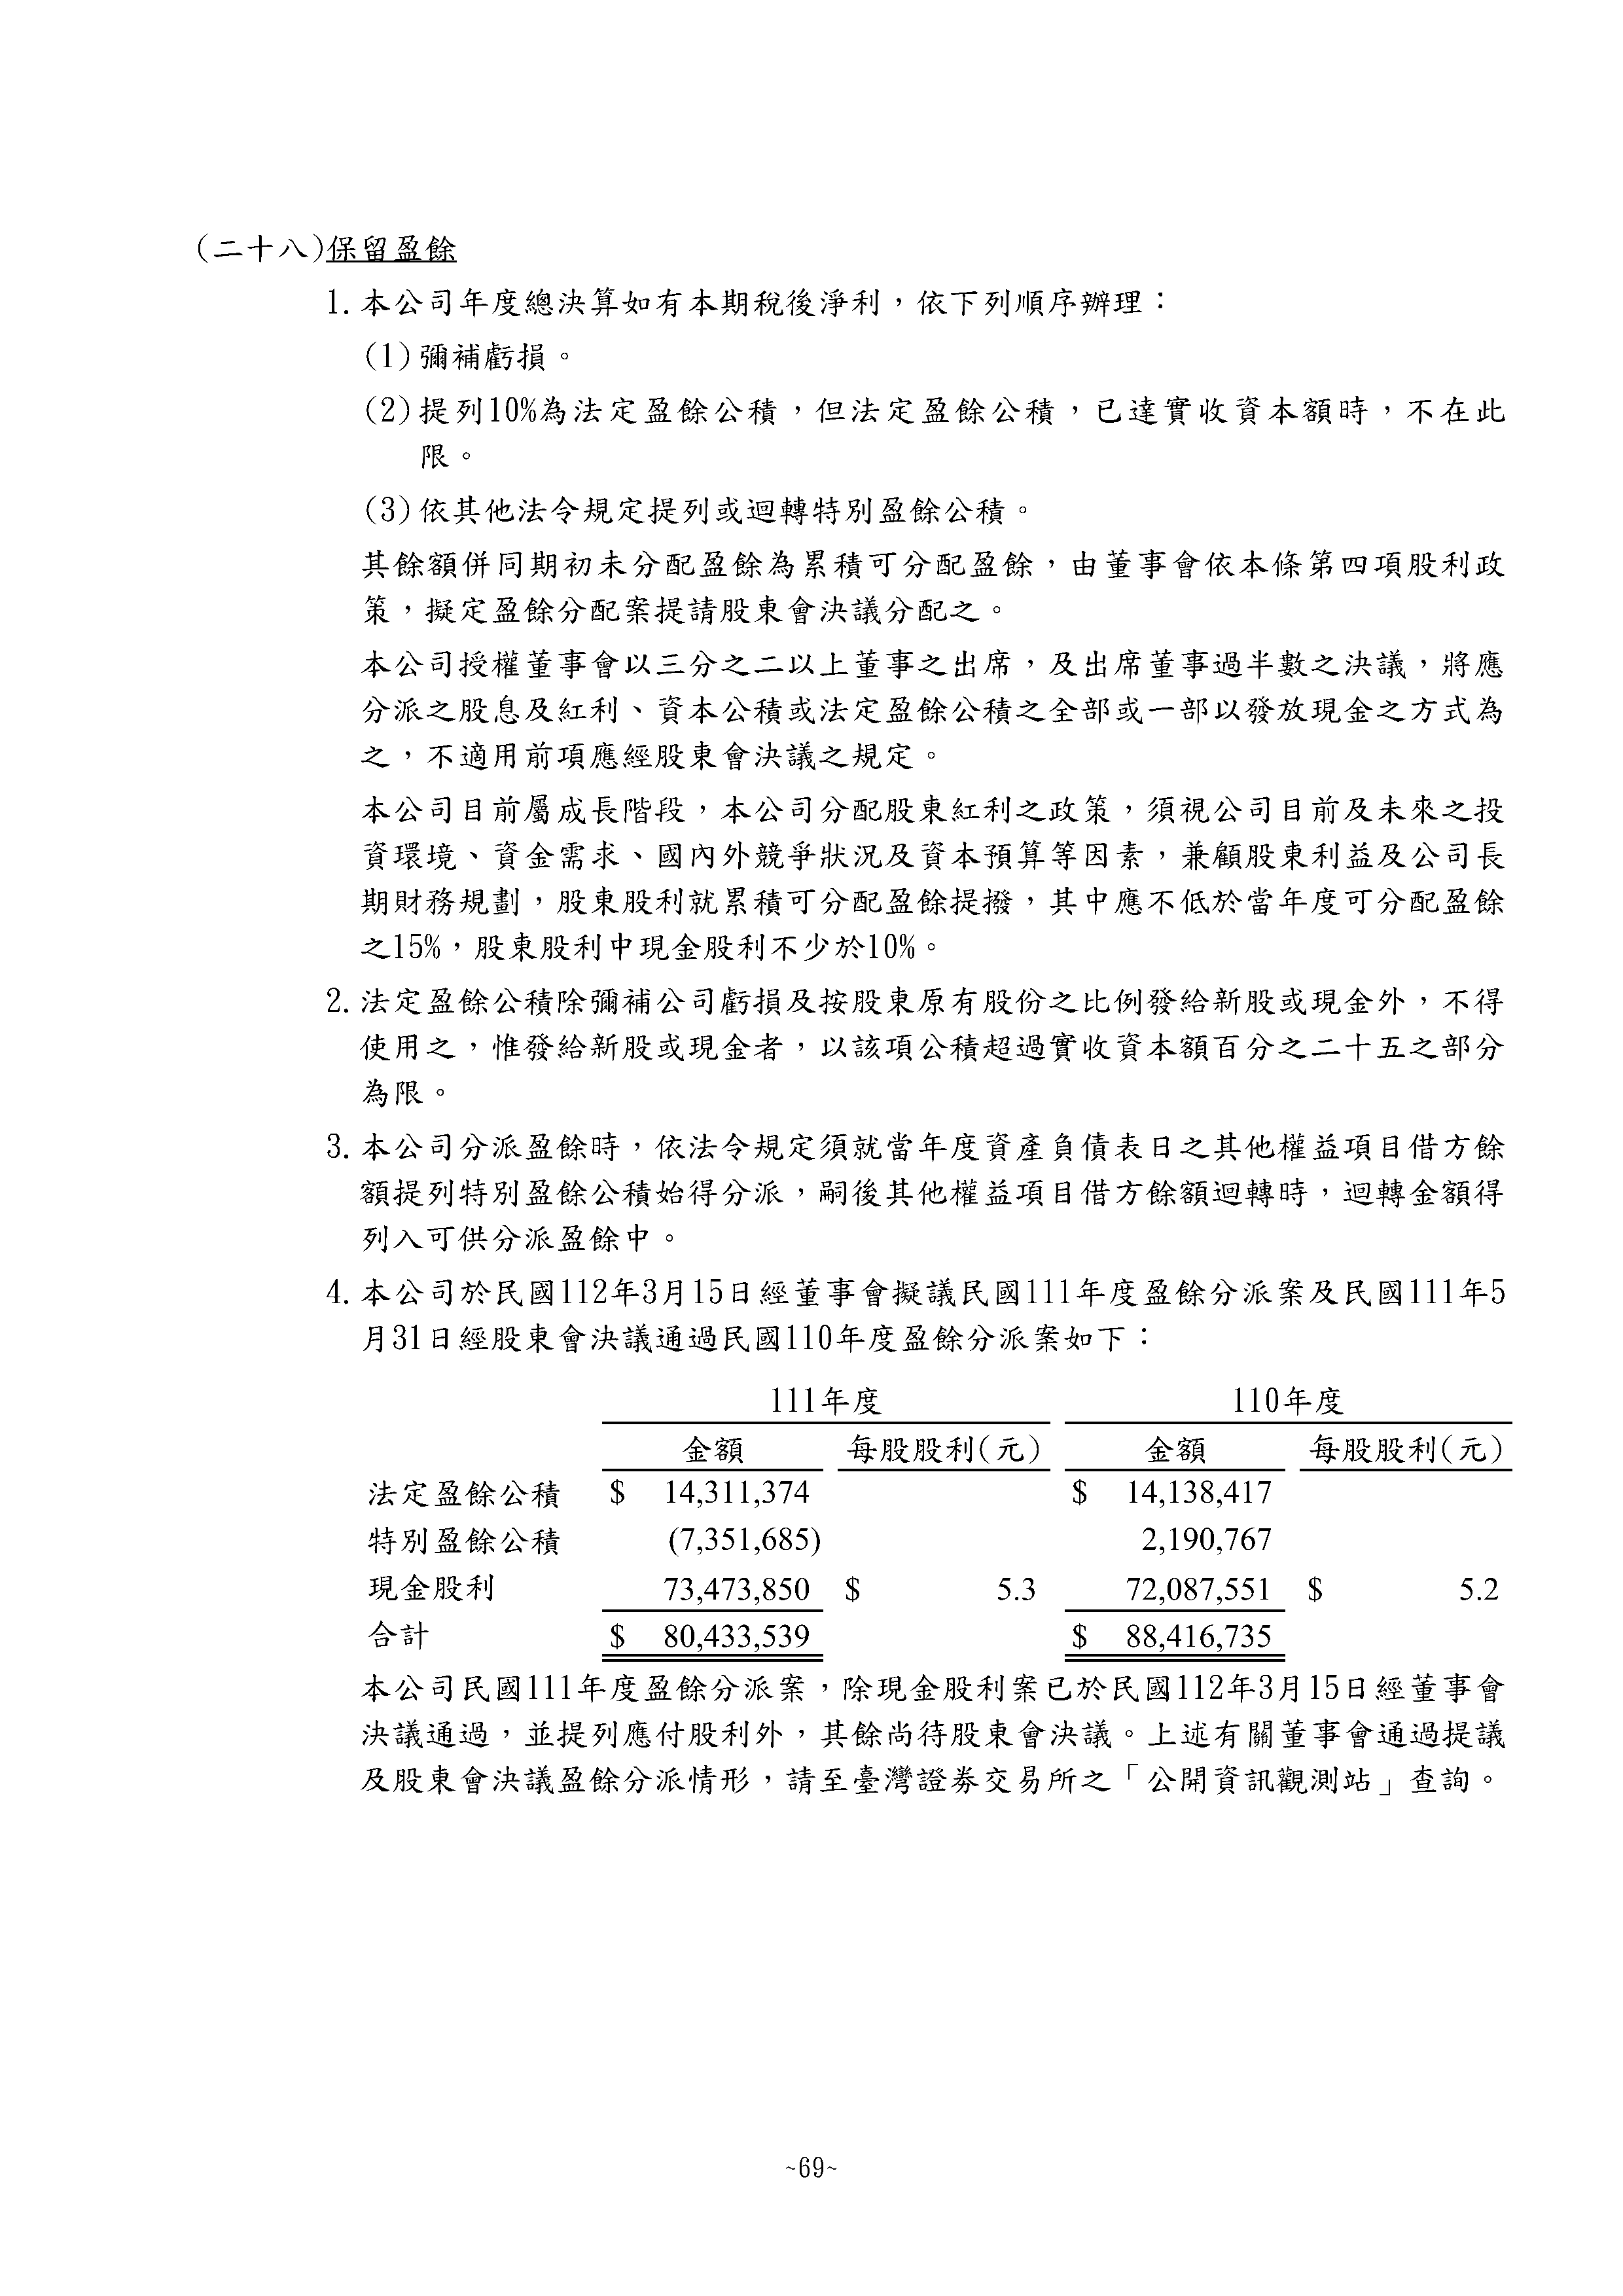 (二十八)保留盈餘
1.本公司年度總決算如有本期稅後淨利，依下列順序辦理：
(1)彌補虧損。
(2)提列10%為法定盈餘公積，但法定盈餘公積，已達實收資本額時，不在此
限。
(3)依其他法令規定提列或迴轉特別盈餘公積。
其餘額併同期初未分配盈餘為累積可分配盈餘，由董事會依本條第四項股利政
策，擬定盈餘分配案提請股東會決議分配之。
本公司授權董事會以三分之二以上董事之出席，及出席董事過半數之決議，將應
分派之股息及紅利、資本公積或法定盈餘公積之全部或一部以發放現金之方式為
之，不適用前項應經股東會決議之規定。
本公司目前屬成長階段，本公司分配股東紅利之政策，須視公司目前及未來之投
資環境、資金需求、國內外競爭狀況及資本預算等因素，兼顧股東利益及公司長
期財務規劃，股東股利就累積可分配盈餘提撥，其中應不低於當年度可分配盈餘
之15%，股東股利中現金股利不少於10%。
2.法定盈餘公積除彌補公司虧損及按股東原有股份之比例發給新股或現金外，不得
使用之，惟發給新股或現金者，以該項公積超過實收資本額百分之二十五之部分
為限。
3.本公司分派盈餘時，依法令規定須就當年度資產負債表日之其他權益項目借方餘
額提列特別盈餘公積始得分派，嗣後其他權益項目借方餘額迴轉時，迴轉金額得
列入可供分派盈餘中。
4.本公司於民國112年3月15日經董事會擬議民國111年度盈餘分派案及民國111年5
月31日經股東會決議通過民國110年度盈餘分派案如下：
111年度 110年度
金額 每股股利(元) 金額 每股股利(元)
法定盈餘公積 $ 14,311,374 $ 14,138,417
特別盈餘公積 (7,351,685) 2,190,767
現金股利 73,473,850 $ 5.3 72,087,551 $ 5.2
合計 $ 80,433,539 $ 88,416,735
本公司民國111年度盈餘分派案，除現金股利案已於民國112年3月15日經董事會
決議通過，並提列應付股利外，其餘尚待股東會決議。上述有關董事會通過提議
及股東會決議盈餘分派情形，請至臺灣證券交易所之「公開資訊觀測站」查詢。
~69~